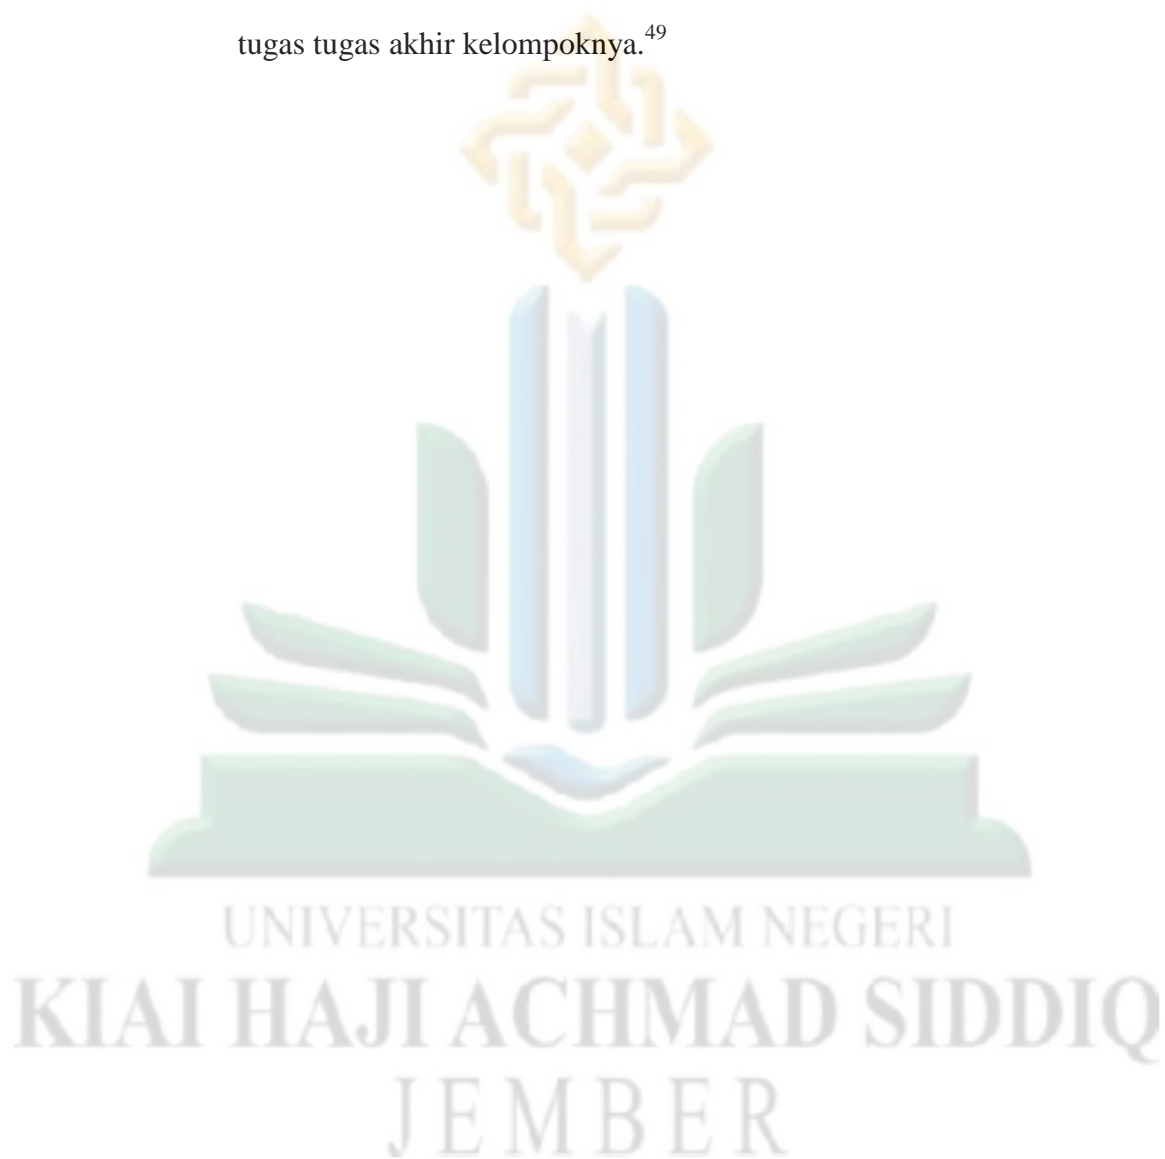 tugas tugas akhir kelompoknya.49
UNIVERSITAS ISLAM NEGERI
KIAI HAJI ACHMAD SIDDIQ
JEMBER